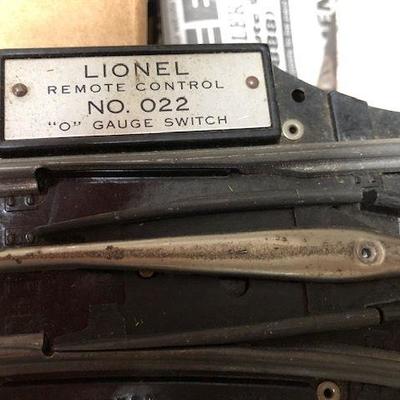 LIONEL
REMOTE CONTROL
NO. 022
"O" GAUGE SWITCH